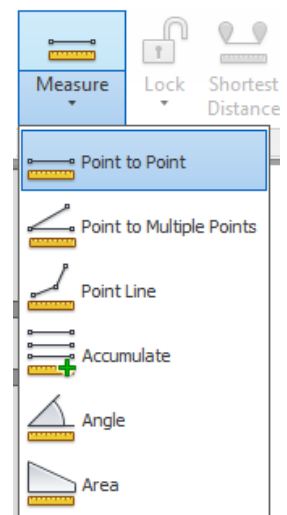 Measure
Lock
Shortest
Distance
Point to Point
Point to Multiple Points
Point Line
Accumulate
Angle
Area